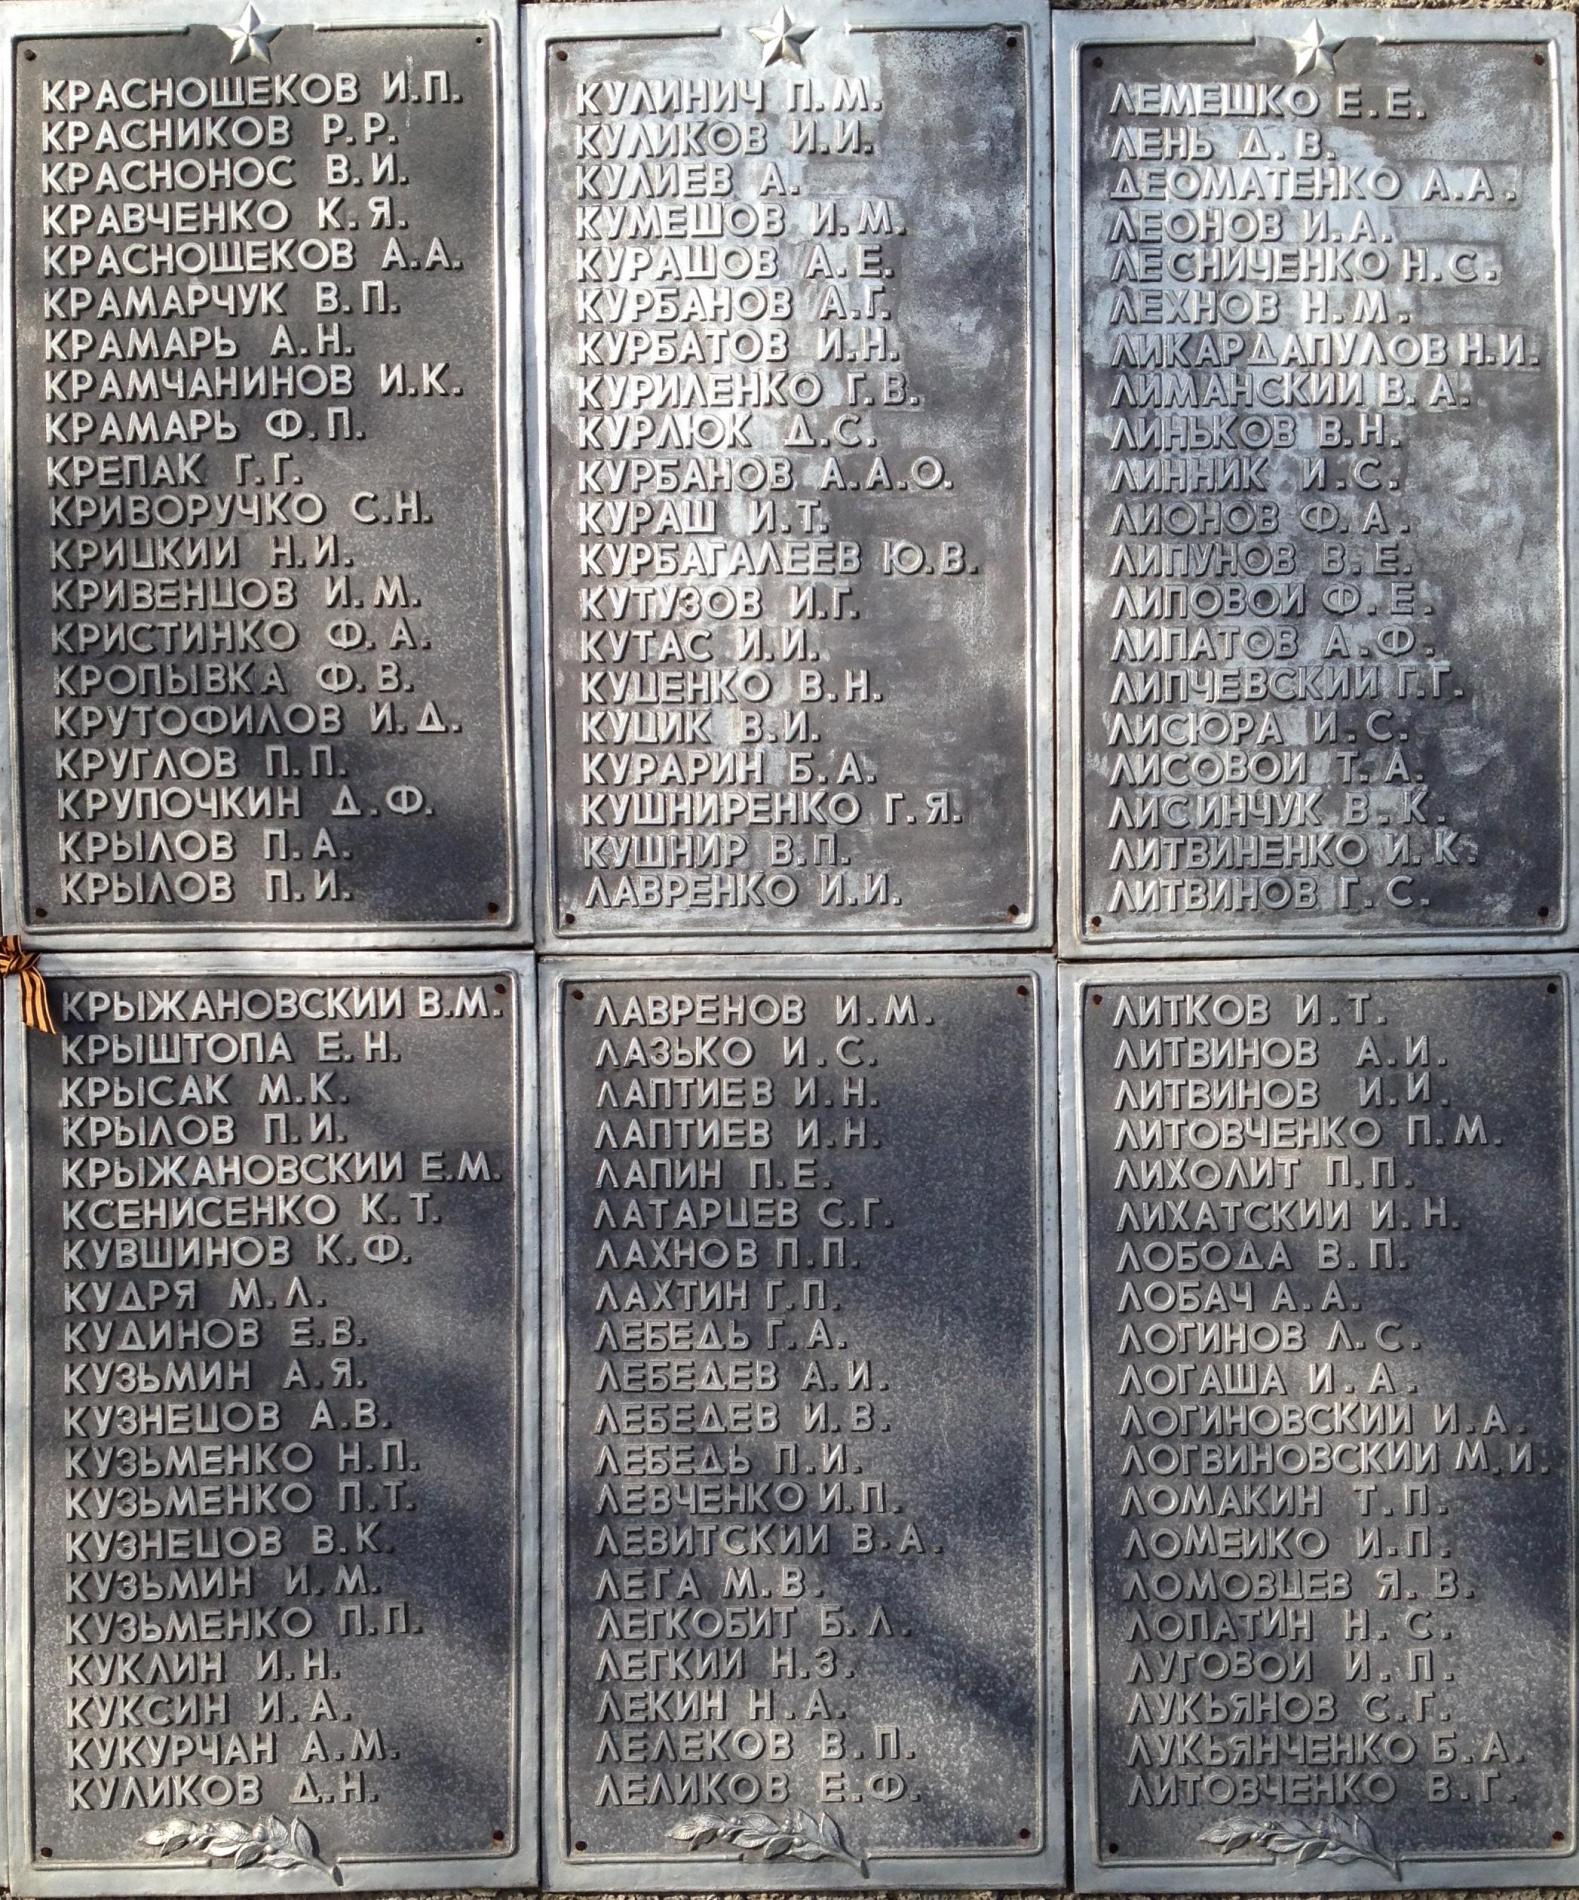 КРАСНОЩЕКОВ И.П.
КРАСНИКОВ Р.Р.
КРАСНОНОС В.И.
КРАВЧЕНКО К.Я.
КРАСНОЩЕКОВ А.А.
КРАМАРЧУК В.П.
КРАМАРЬ А.Н.
КРАМЧАНИНОВ И.К.
КРАМАРЬ Ф.П.
КРЕПАК Г.Г.
КРИВОРУЧКО С.Н.
КРИЦКИЙ Н.И.
КРИВЕНЦОВ И.М.
КРИСТИНКО Ф.А.
КРОПЫВКА Ф.В.
КРУТОФИЛОВ И.Д.
КРУГЛОВ П.П.
КРУПОЧКИН Д.Ф.
КРЫЛОВ П.А.
КРЫЛОВ П.И.
КРЫЖАНОВСКИЙ В.М.
КРЫШТОПА Е.Н.
КРЫСАК М.К.
КРЫЛОВ П.И.
КРЫЖАНОВСКИЙ Е.М.
КСЕНИСЕНКО К.Т.
КУВШИНОВ К.Ф.
КУДРЯ М.Л.
КУДИНОВ Е.В.
КУЗЬМИН А.Я.
КУЗНЕЦОВ А.В.
КУЗЬМЕНКО Н.П.
КУЗЬМЕНКО П.Т.
КУЗНЕЦОВ В.К.
КУЗЬМИН И.М.
КУЗЬМЕНКО П.П.
КУКЛИН И.Н.
КУКСИН И.А.
КУКУРЧАН А.М.
КУЛИКОВ Д.Н.
КУЛИНИЧ П.М.
КУЛИКОВ И.И.
КУЛИЕВ А.
КУМЕШОВ И.М.
КУРАШОВ А.Е.
КУРБАНОВ А.Г.
КУРБАТОВ И.Н.
КУРИЛЕНКО Г.В.
КУРЛЮК Д.С.
КУРБАНОВ А.А.О.
КУРАШ И.Т.
КУРБАГАЛЕЕВ Ю.В.
КУТУЗОВ И.Г.
КУТАС И.И.
КУЦЕНКО В.Н.
КУЦИК В.И.
КУРАРИН Б.А.
КУШНИРЕНКО Г.Я.
КУШНИР В.П.
ЛАВРЕНКО И.И.
ЛАВРЕНОВ И.М.
ЛАЗЬКО И.С.
ЛАПТИЕВ И.Н.
ЛАПТИЕВ И.Н.
ЛАПИН П.Е.
ЛАТАРЦЕВ С.Г.
ЛАХНОВ П.П.
ЛАХТИН Г.П.
ЛЕБЕДЬ Г.А.
ЛЕБЕДЕВ А.И.
ЛЕБЕДЕВ И.В.
ЛЕБЕДЬ П.И.
ЛЕВЧЕНКО И.П.
ЛЕВИТСКИЙ В.А.
ЛЕГА М.В.
ЛЕГКОБИТ Б.Л.
ЛЕГКИЙ Н.З.
ЛЕКИН Н.А.
ЛЕЛЕКОВ В.П.
ЛЕЛИКОВ Е.Ф.
ЛЕМЕШКО Е.Е.
ЛЕНЬ Д.В.
ДЕОМАТЕНКО А.А.
ЛЕОНОВ И.А.
ЛЕСНИЧЕНКО Н.С.
ЛЕХНОВ Н.М.
ЛИКАРДАПУЛОВ Н.И.
ЛИМАНСКИЙ В.А.
ЛИНЬКОВ В.Н.
ЛИННИК И.С.
ЛИОНОВ Ф.А.
ЛИПУНОВ В.Е.
ЛИПОВОЙ Ф.Е.
ЛИПАТОВ А.Ф.
ЛИПЧЕВСКИЙ Г.Г.
ЛИСЮРА И.С.
ЛИСОВОЙ Т.А.
ЛИСИНЧУК В.К.
ЛИТВИНЕНКО И.К.
ЛИТВИНОВ Г.С.
ЛИТКОВ И.Т.
ЛИТВИНОВ А.И.
ЛИТВИНОВ И.И.
ЛИТОВЧЕНКО П.М.
ЛИХОЛИТ П.П.
ЛИХАТСКИЙ И.Н.
ЛОБОДА В.П.
ЛОБАЧ А.А.
ЛОГИНОВ Л.С.
ЛОГАША И.А.
ЛОГИНОВСКИЙ И.А.
ЛОГВИНОВСКИЙ М.И.
ЛОМАКИН Т.П.
ЛОМЕЙКО И.П.
ЛОМОВЦЕВ Я.В.
ЛОПАТИН Н.С.
ЛУГОВОЙ И.П.
ЛУКЬЯНОВ С.Г.
ЛУКЬЯНЧЕНКО Б.А.
ЛИТОВЧЕНКО В.Г.